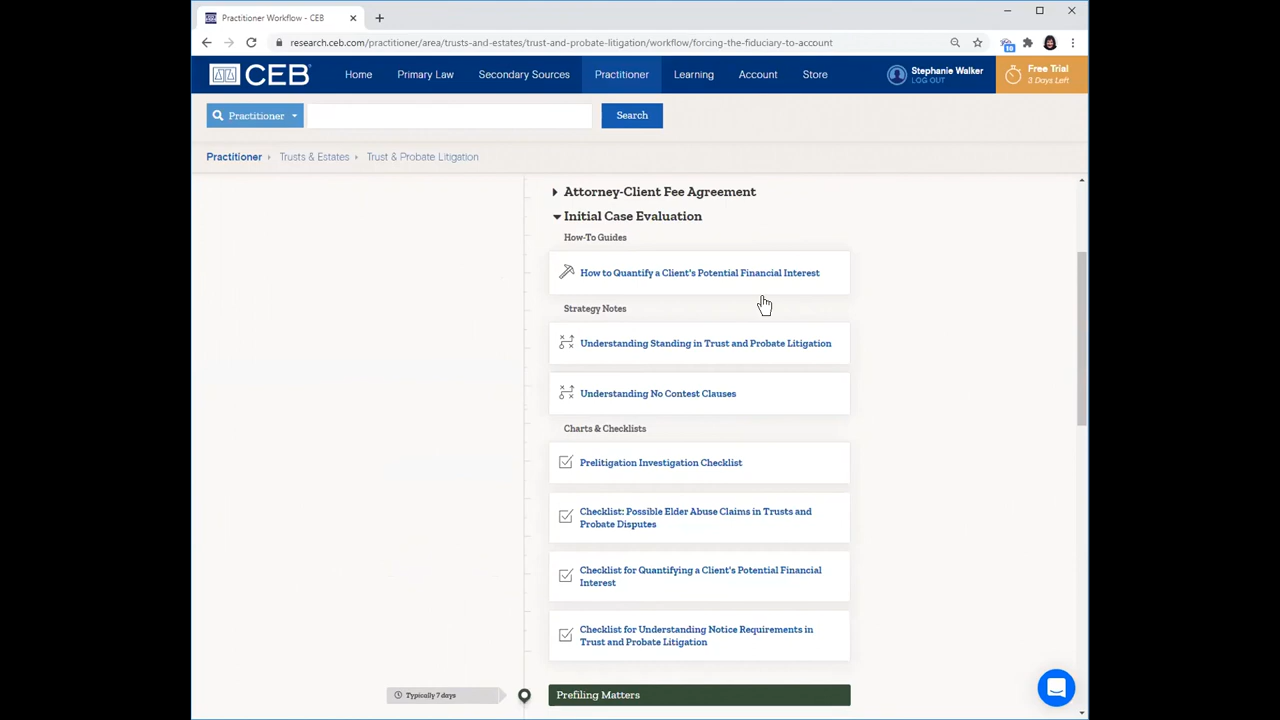 Practitioner Workflow - CEB
research.ceb.com/practitioner/area/trusts-and-estates/trust-and-probate-litigation/workflow/forcing-the-fiduciary-to-account
10
CEB
Home
Primary Law
Secondary Sources
Practitioner
Learning
Account
Store
Stephanie Walker
LOG OUT
Free Trial
3 Days Left
Practitioner
Search
Practitioner
Trusts & Estates
Trust & Probate Litigation
Attorney-Client Fee Agreement
Initial Case Evaluation
How-To Guides
How to Quantify a Client's Potential Financial Interest
Strategy Notes
Understanding Standing in Trust and Probate Litigation
Understanding No Contest Clauses
Charts & Checklists
Prelitigation Investigation Checklist
Checklist: Possible Elder Abuse Claims in Trusts and
Probate Disputes
Checklist for Quantifying a Client's Potential Financial
Interest
Checklist for Understanding Notice Requirements in
Trust and Probate Litigation
Typically 7 days
Prefiling Matters